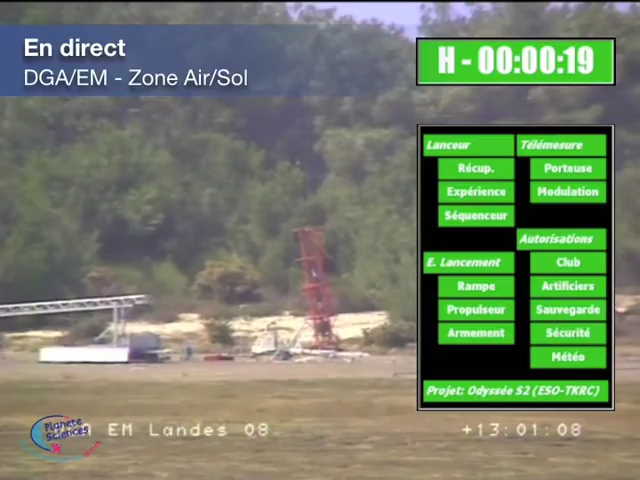 En direct
DGA/EM - Zone Air/Sol
H - 00:00:19
Lanceur
Télémesure
Récup.
Porteuse
Expérience
Modulation
Séquenceur
Autorisations
E. Lancement
Club
Rampe
Artificiers
Propulseur
Sauvegarde
Armement
Sécurité
Météo
Projet: Odyssée S2 (ESO-TKRC)
Planète
Sciences
EM Landes 08
+13:01:08